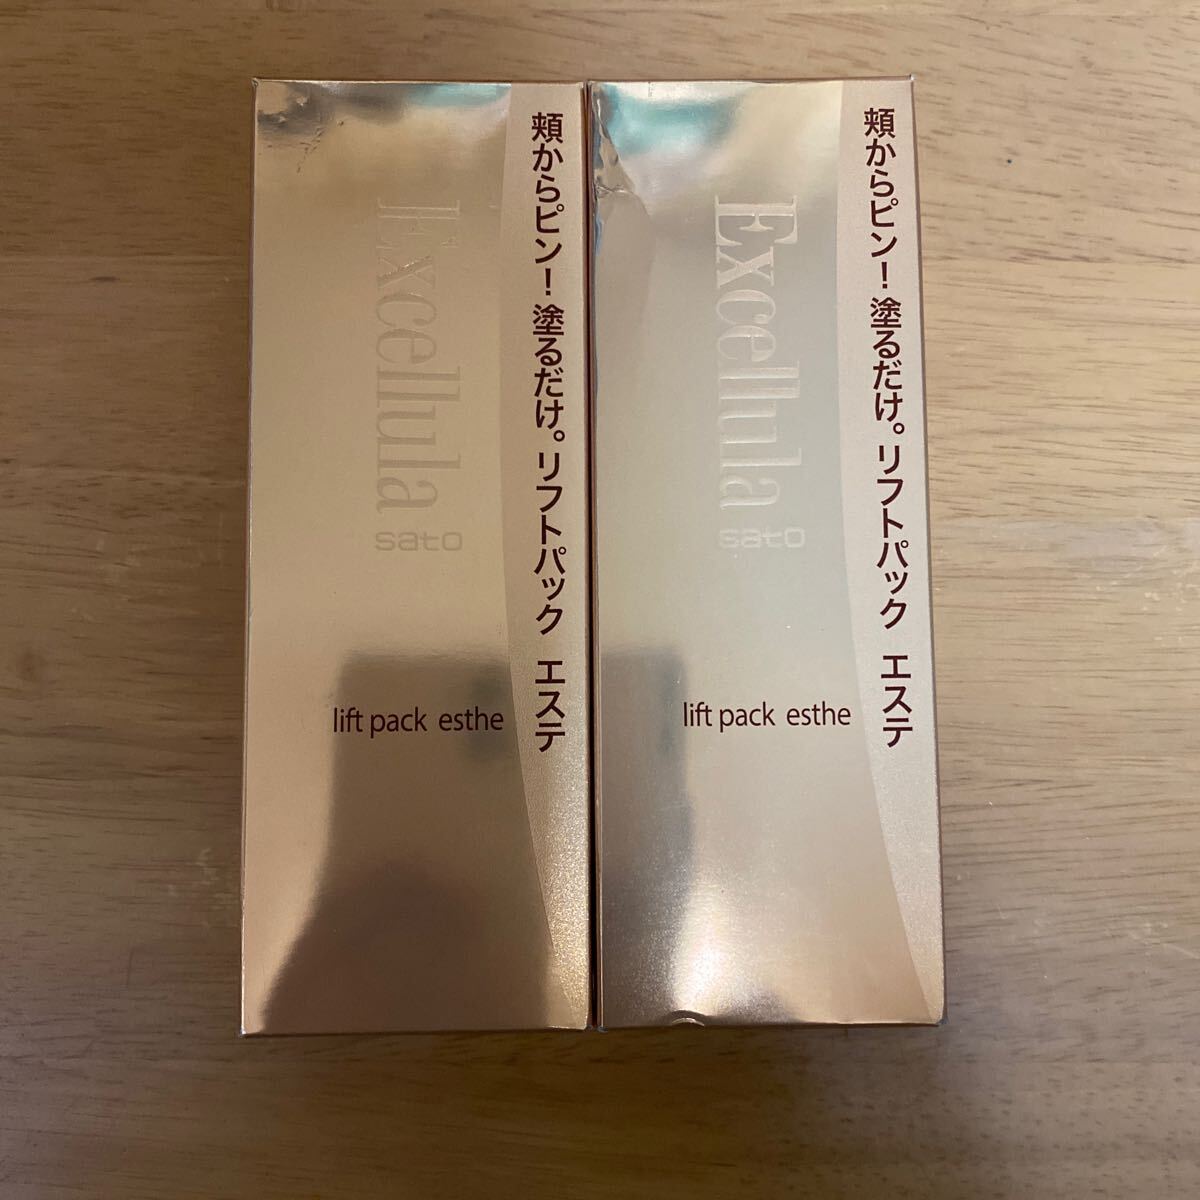 頬からピン！塗るだけ。リフトパック エステ
Excellula
sato
lift pack esthe
頬からピン！塗るだけ。リフトパック エステ
Excellula
sato
lift pack esthe